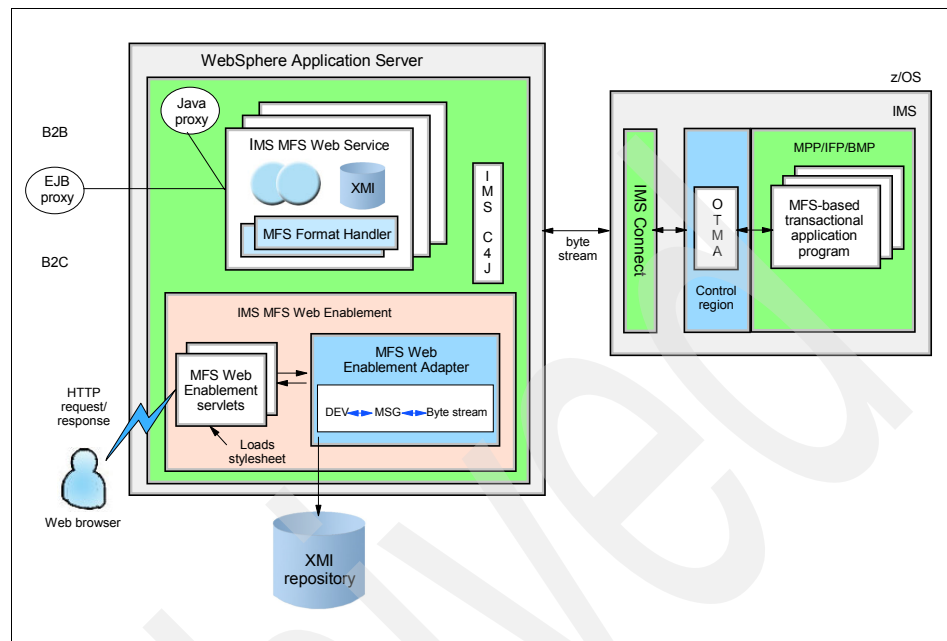 WebSphere Application Server
z/OS
IMS
Java
proxy
B2B
IMS MFS Web Service
XMI
MFS Format Handler
EJB
proxy
B2C
I
M
S
C
4
J
byte
stream
IMS Connect
O
T
M
A
Control
region
MPP/IFP/BMP
MFS-based
transactional
application
program
IMS MFS Web Enablement
MFS Web
Enablement
servlets
MFS Web
Enablement Adapter
DEV
MSG
Byte stream
HTTP
request/
response
Loads
stylesheet
Web browser
XMI
repository